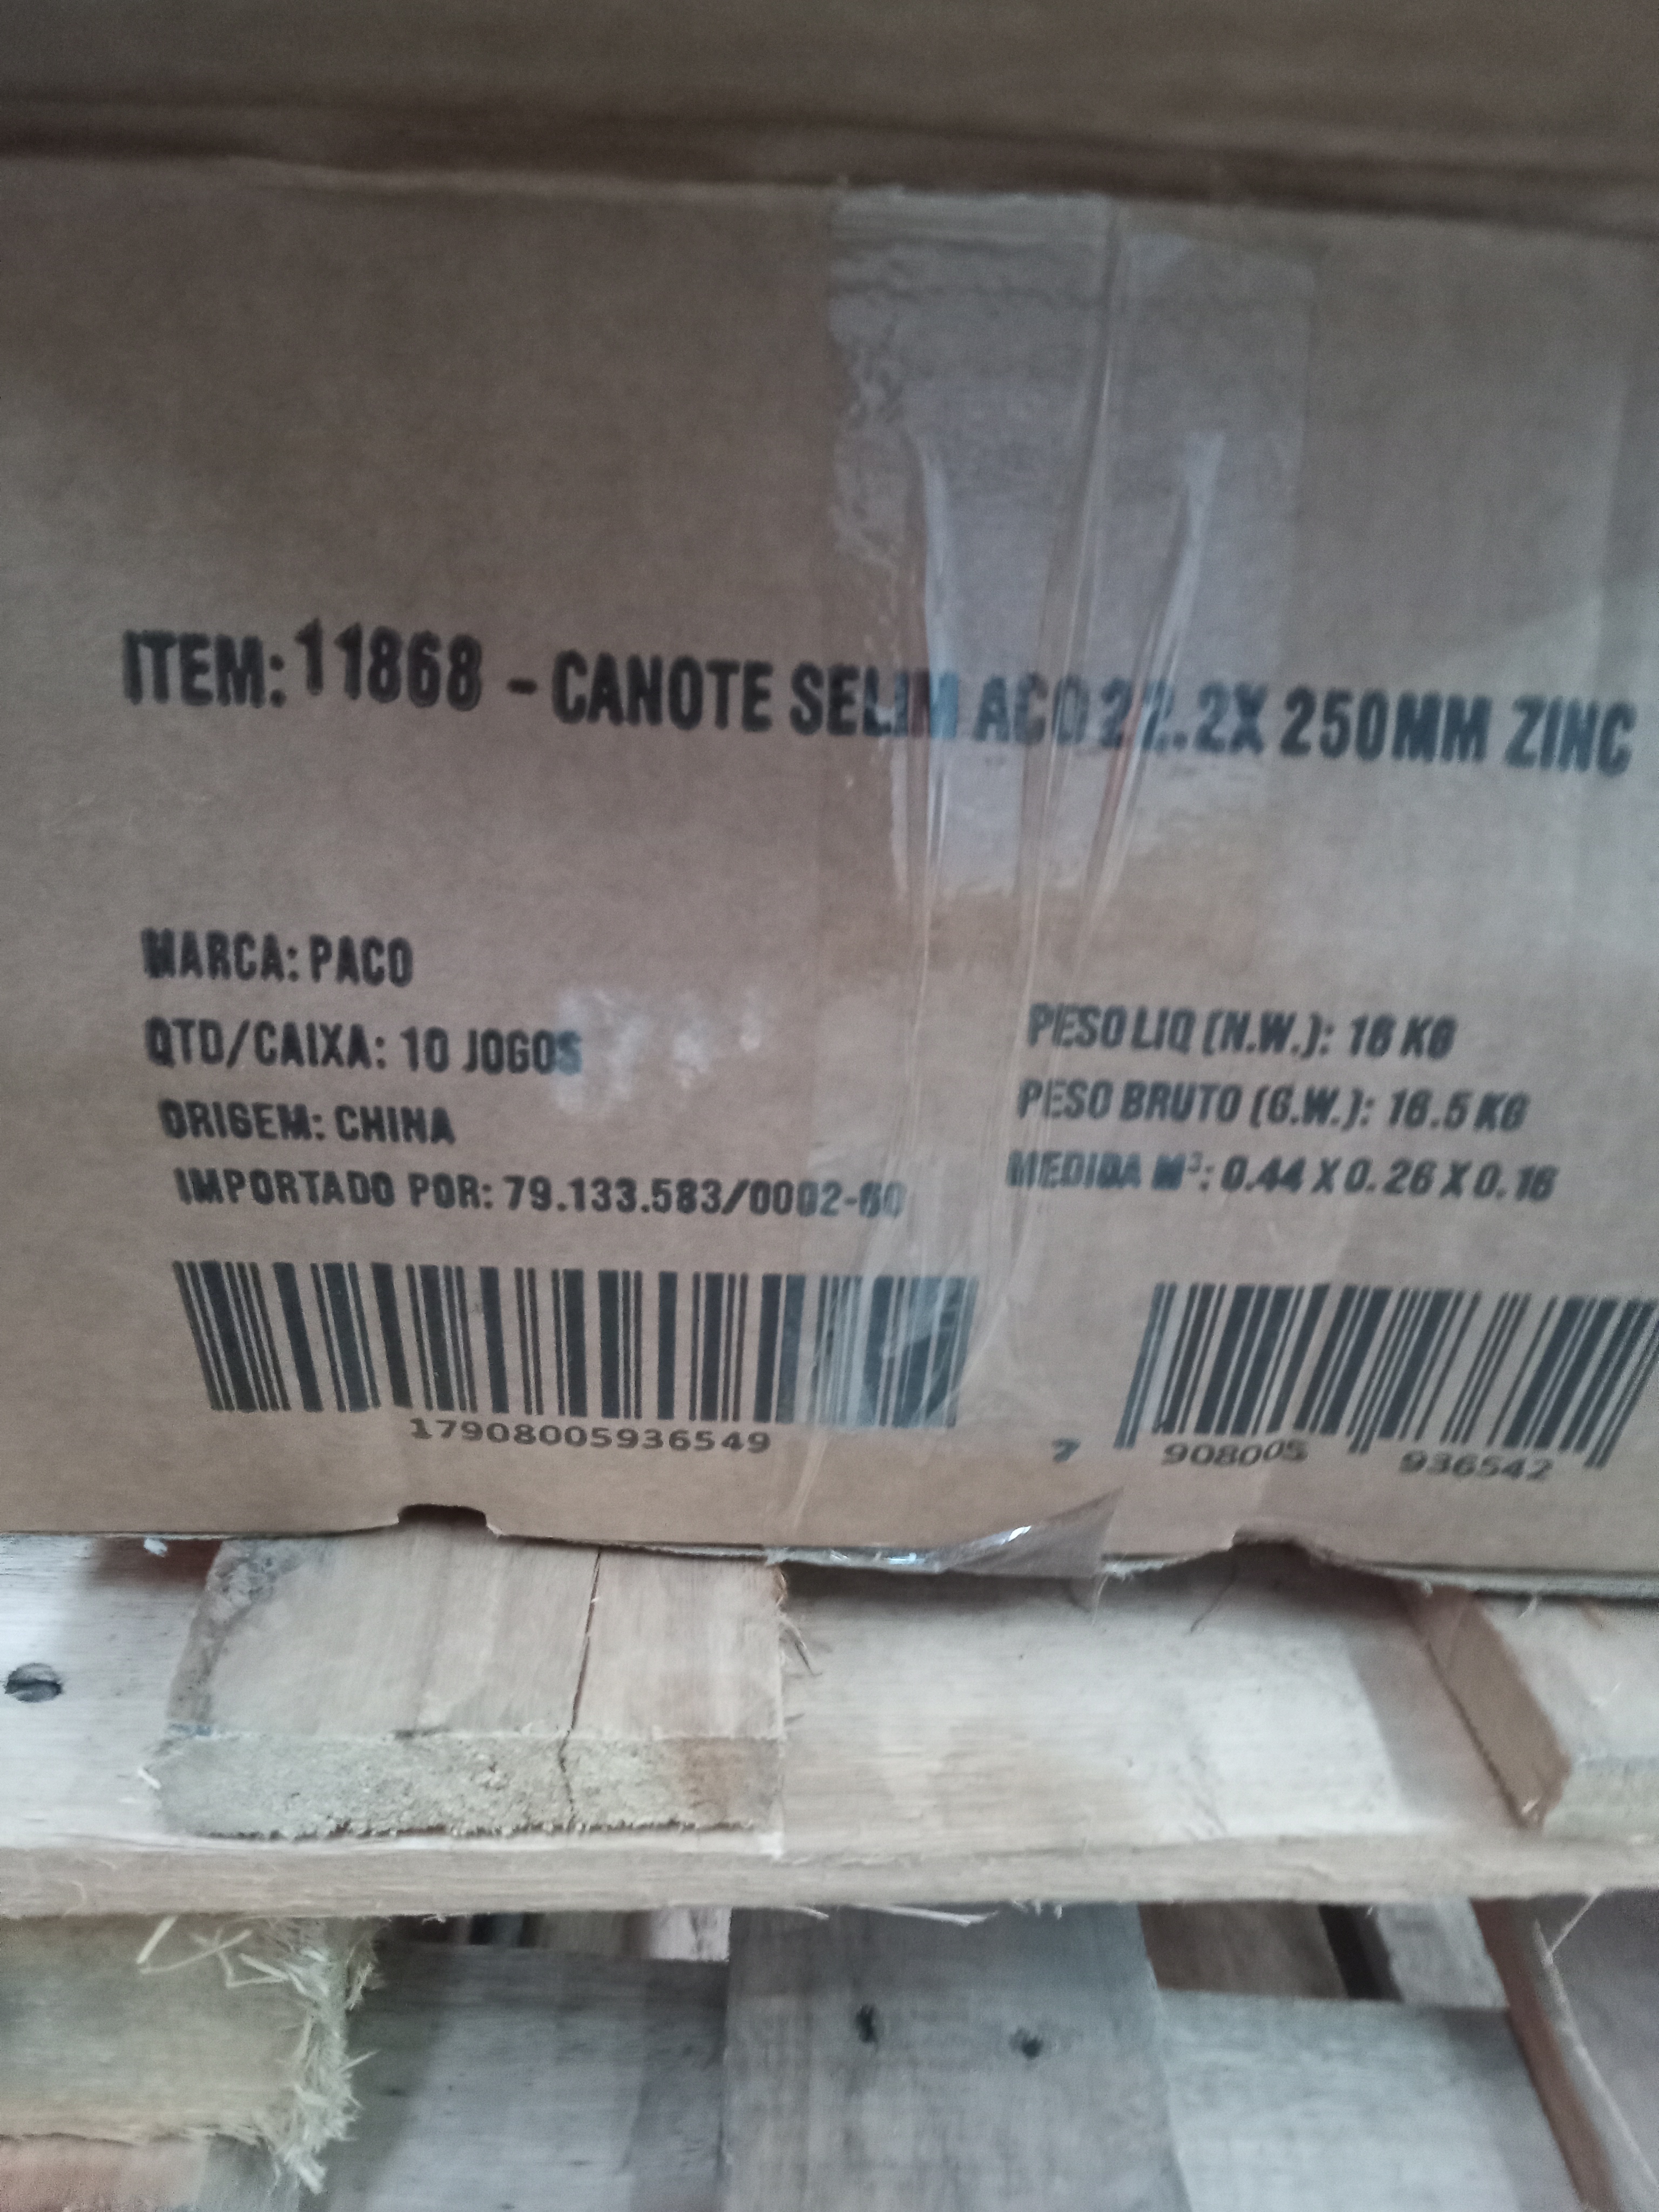 ITEM: 11868 - CANOTE SELIM ACO 22.2X 250MM ZINC
MARCA: PACO
QTD/CAIXA: 10 JOGOS
ORIGEM: CHINA
IMPORTADO POR: 79.133.583/0002-60
PESO LIQ (N.W.): 16 KG
PESO BRUTO (G.W.): 16.5 KG
MEDIDA M³: 0.44 X 0.26 X 0.16
17908005936549
7 908005 936542